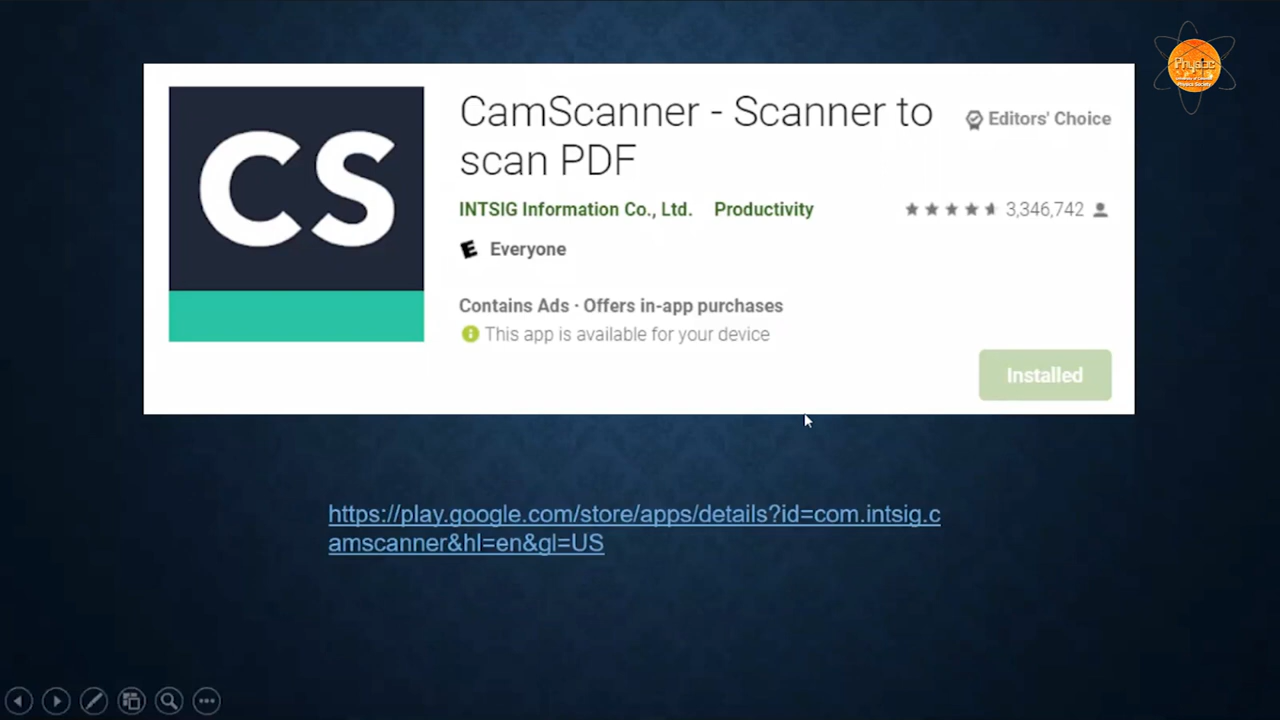 CS
CamScanner - Scanner to
scan PDF
Editors' Choice
INTSIG Information Co., Ltd. Productivity
3,346,742
E Everyone
Contains Ads · Offers in-app purchases
This app is available for your device
Installed
https://play.google.com/store/apps/details?id=com.intsig.c
amscanner&hl=en&gl=US
Physics Society